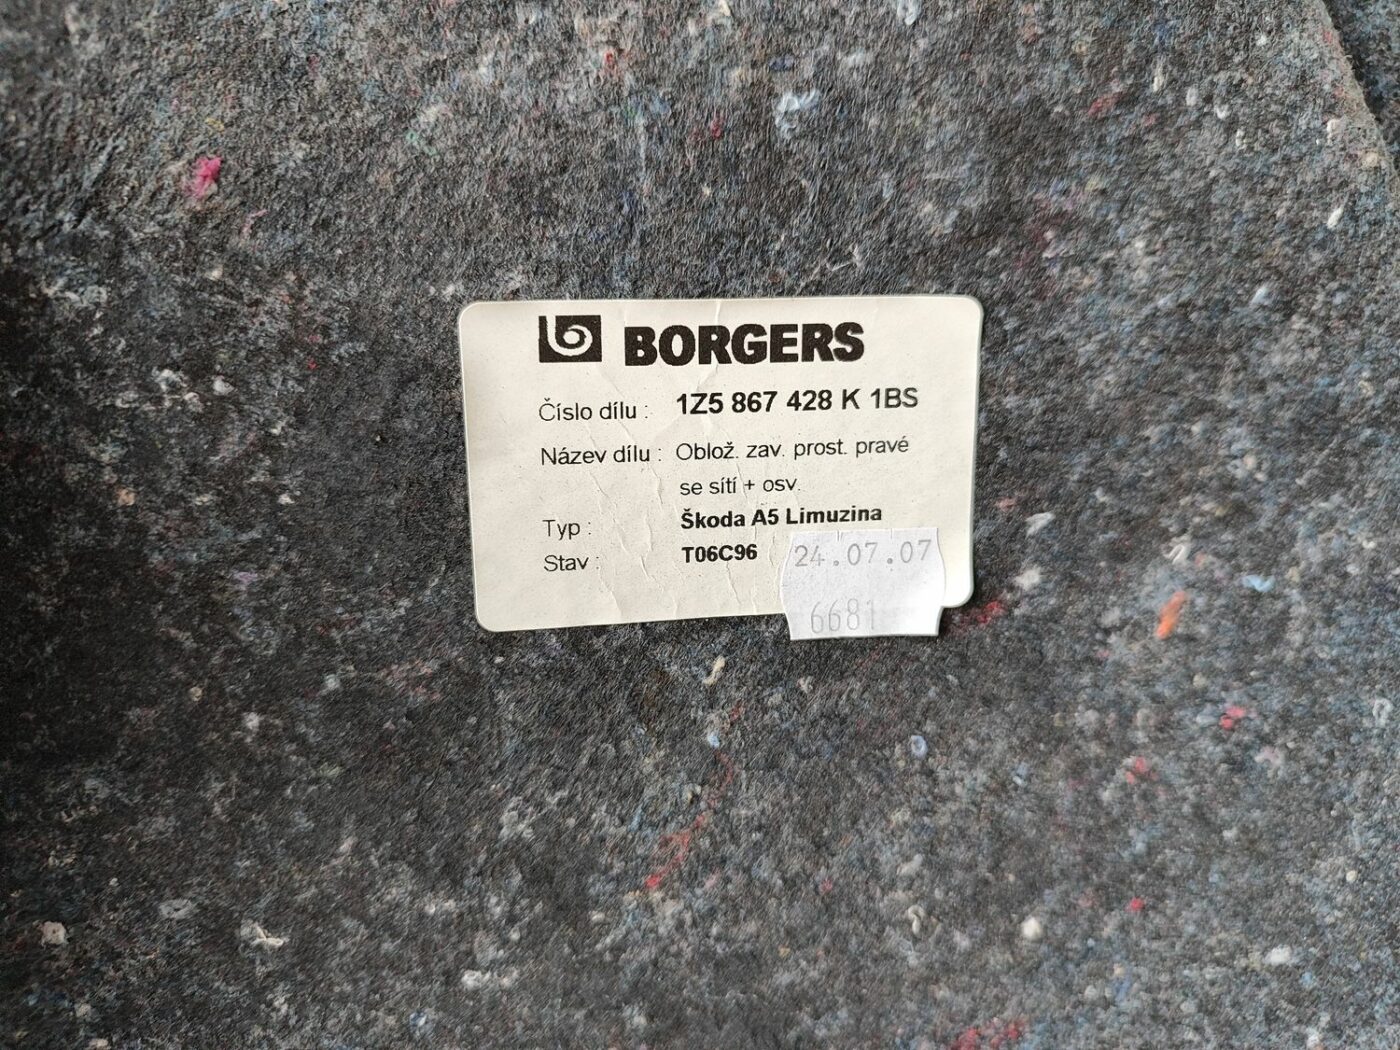 BORGERS
Číslo dílu : 1Z5 867 428 K 1BS
Název dílu : Oblož. zav. prost. pravé
se sítí + osv.
Typ : Škoda A5 Limuzina
Stav : T06C96 24.07.07
6681